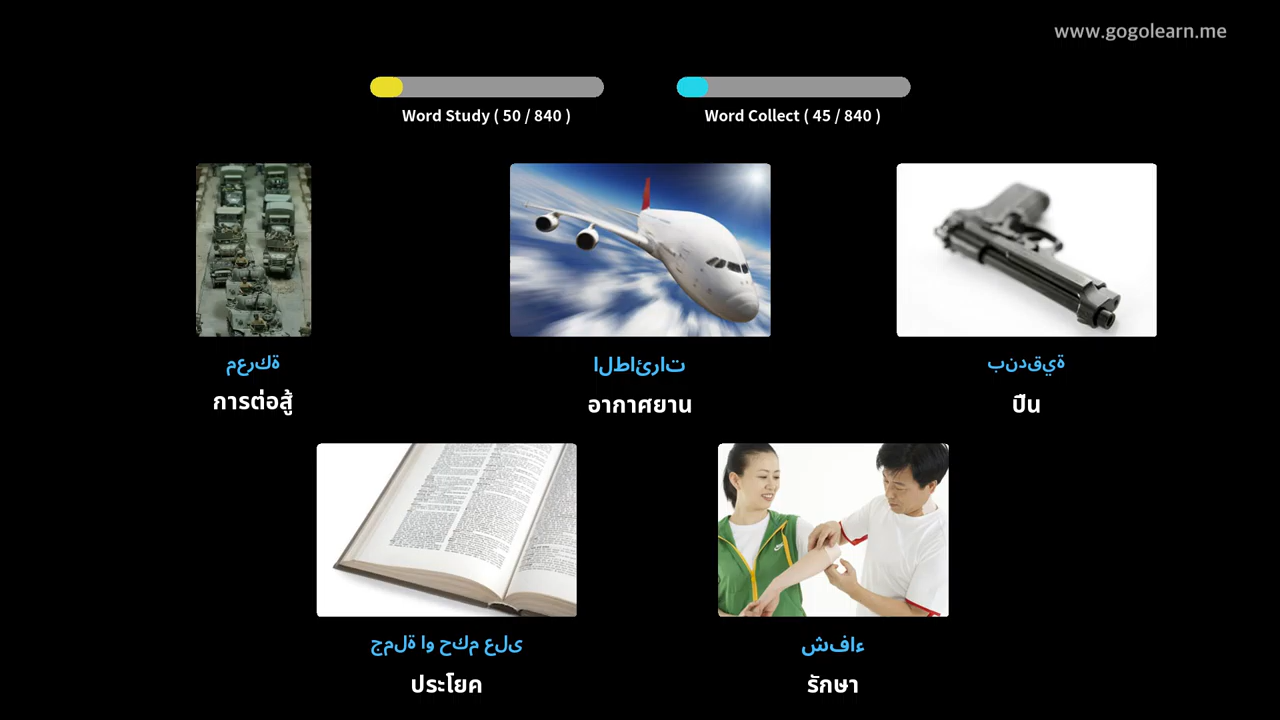 www.gogolearn.me
Word Study ( 50 / 840 )
Word Collect ( 45 / 840 )
معركة
الطائرات
بندقية
การต่อสู้
อากาศยาน
ปืน
جملة او حكم على
شفاء
ประโยค
รักษา